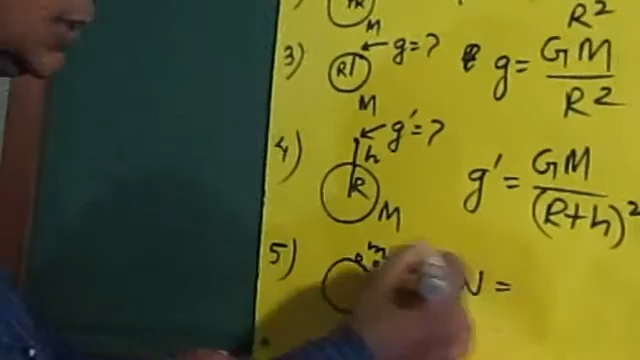 M
R²
3) R g=? g = GM/R²
M
4) g'=? h R M g' = GM/(R+h)²
5) m =